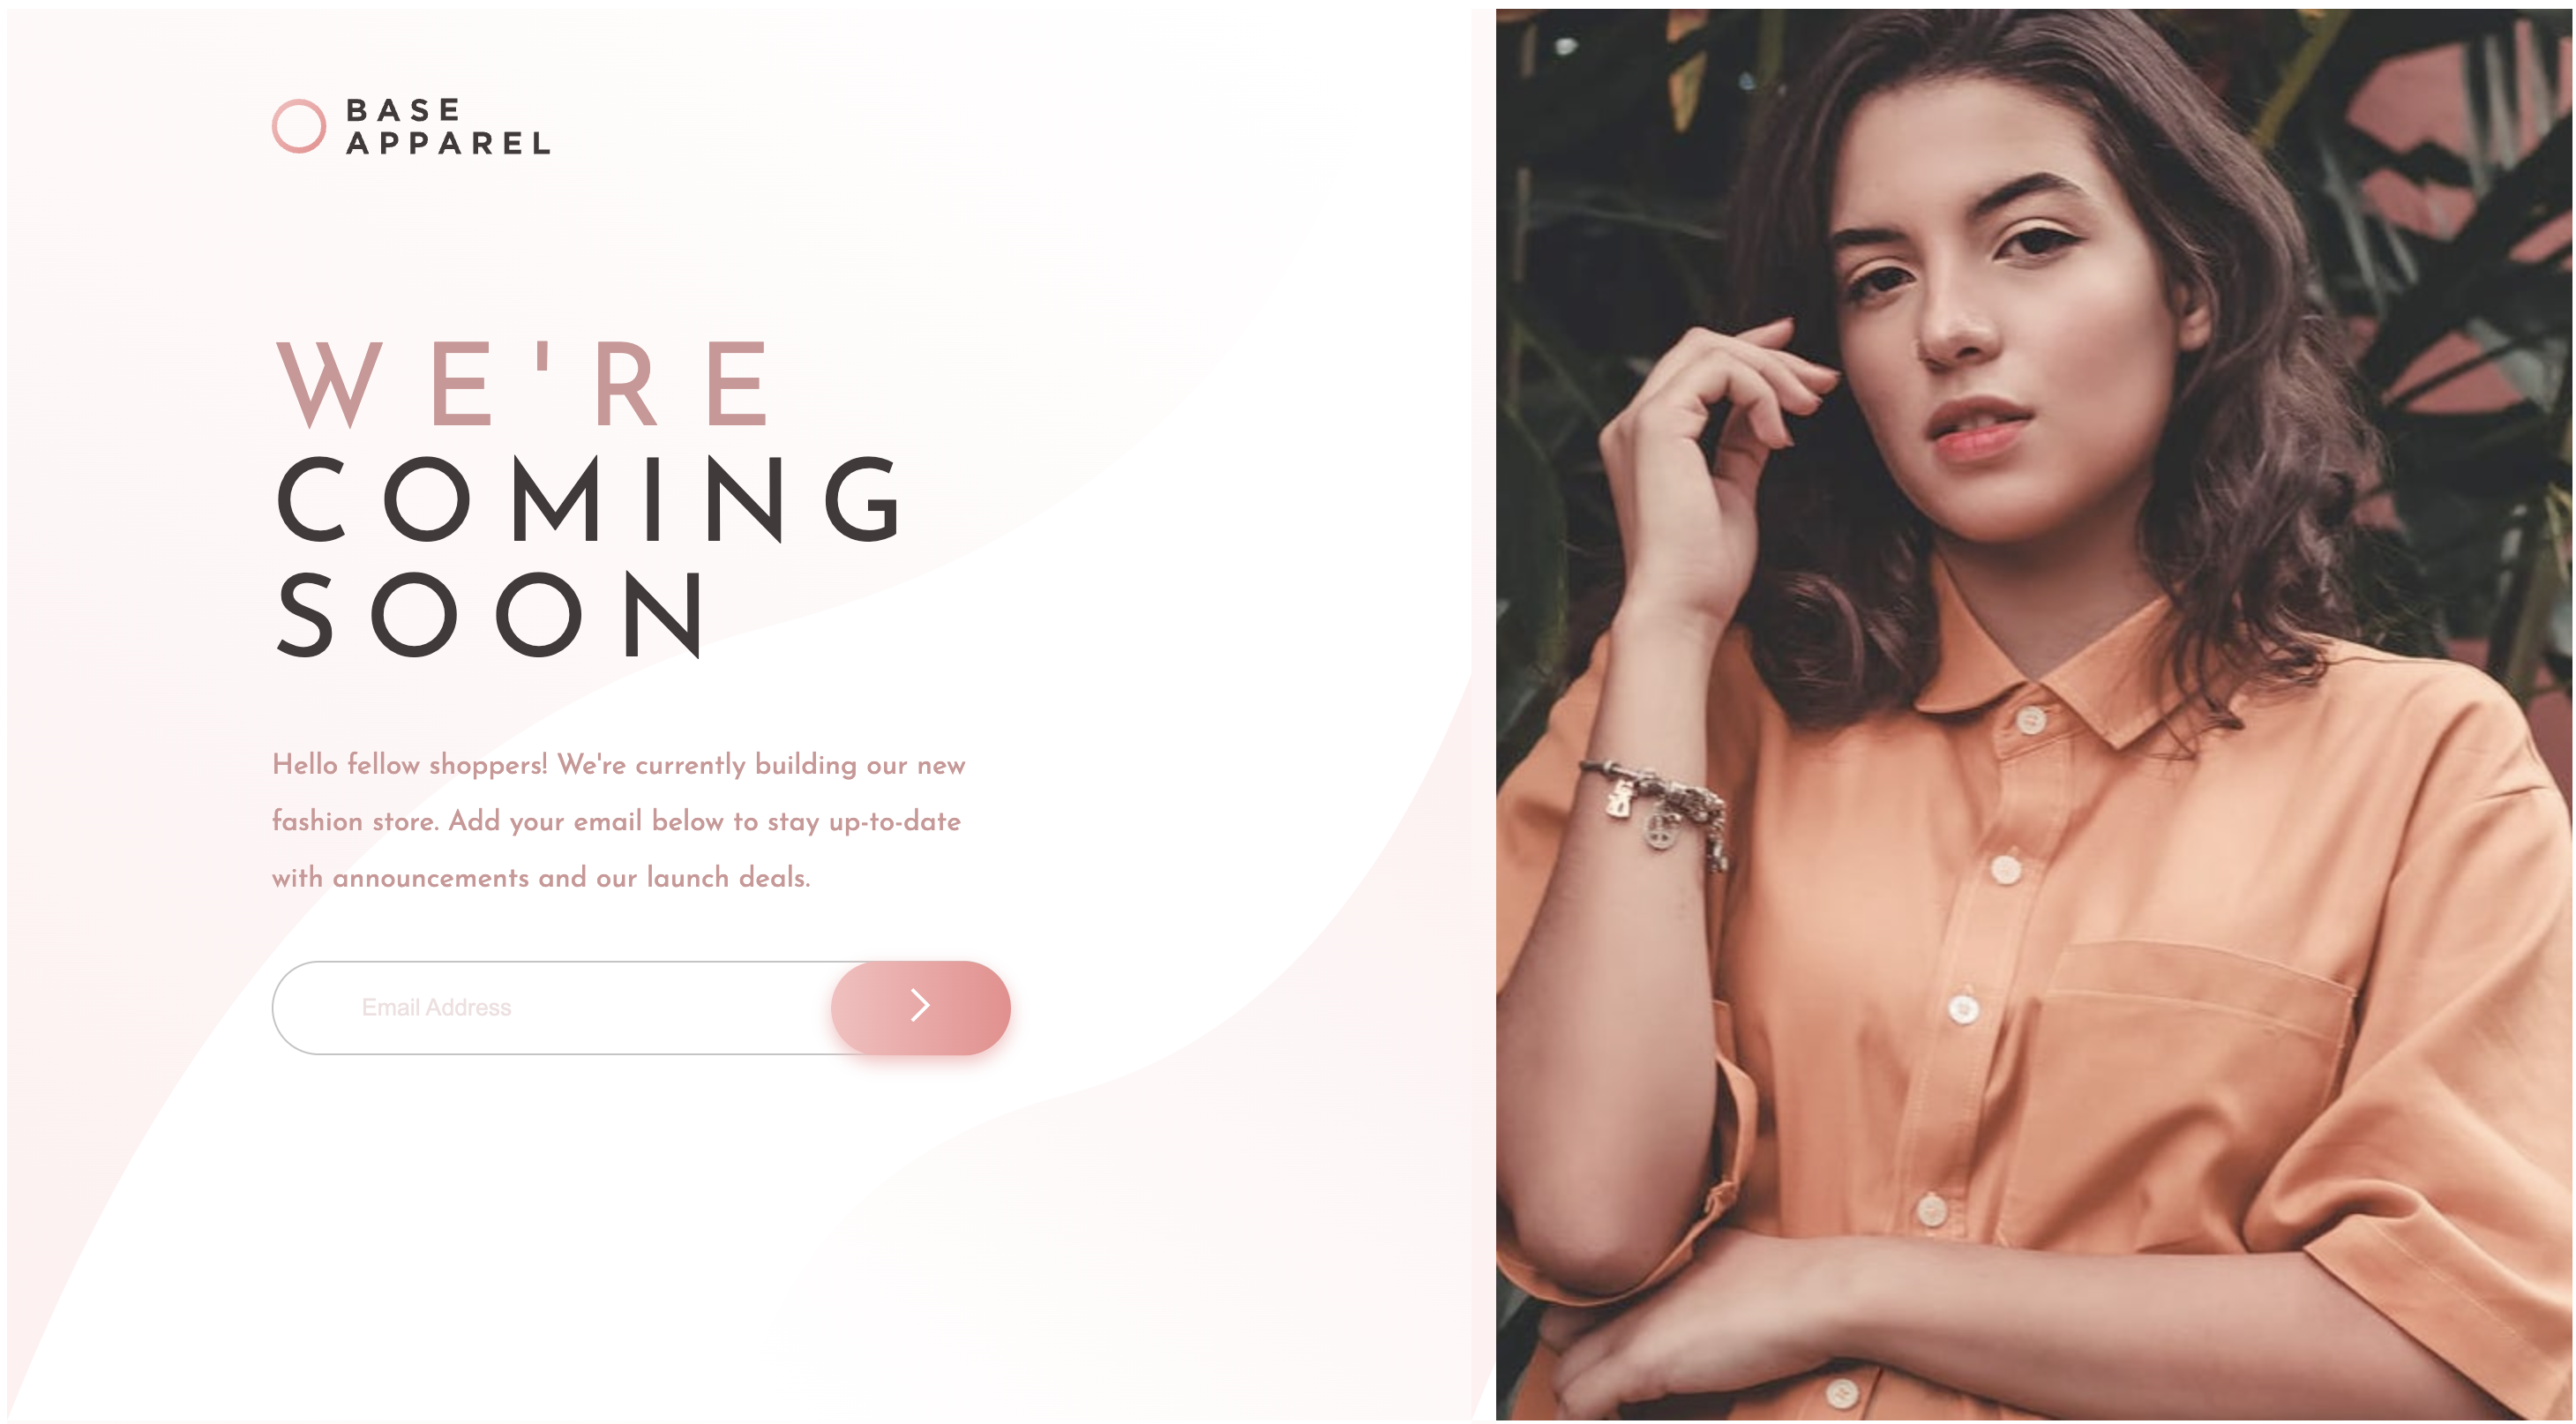 BASE
APPAREL
WE'RE
COMING
SOON
Hello fellow shoppers! We're currently building our new
fashion store. Add your email below to stay up-to-date
with announcements and our launch deals.
Email Address